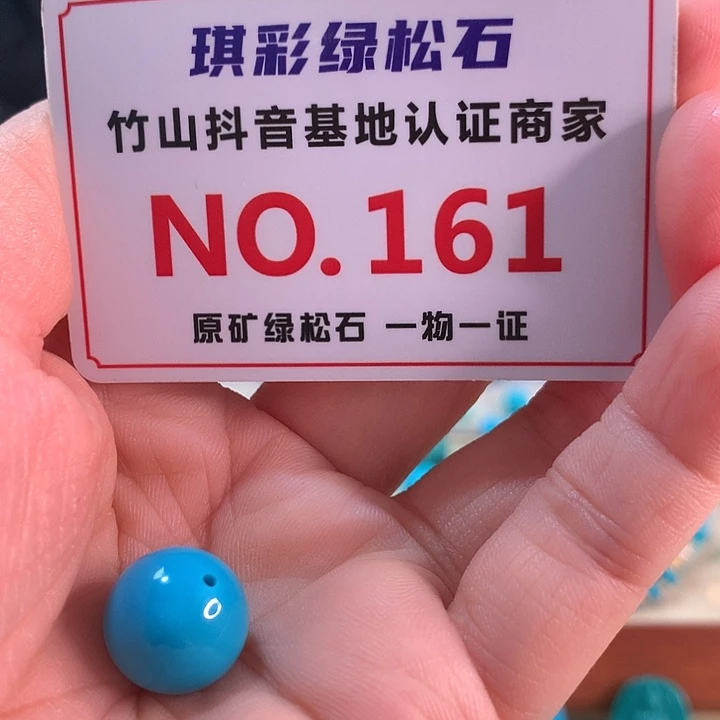 琪彩绿松石
竹山抖音基地认证商家
NO.161
原矿绿松石 一物一证